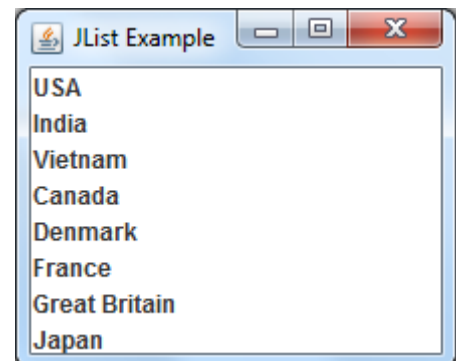 JList Example
USA
India
Vietnam
Canada
Denmark
France
Great Britain
Japan